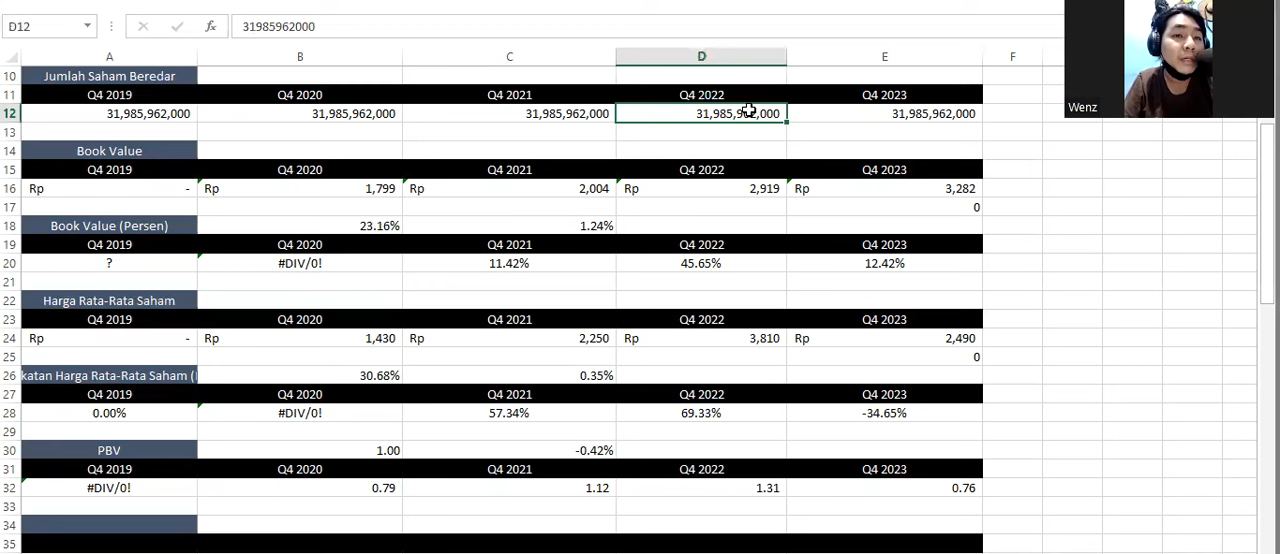 D12 fx 31985962000
A B C D E F
10 Jumlah Saham Beredar
11 Q4 2019 Q4 2020 Q4 2021 Q4 2022 Q4 2023
12 31,985,962,000 31,985,962,000 31,985,962,000 31,985,962,000 31,985,962,000
Wenz
13
14 Book Value
15 Q4 2019 Q4 2020 Q4 2021 Q4 2022 Q4 2023
16 Rp - Rp 1,799 Rp 2,004 Rp 2,919 Rp 3,282
17 0
18 Book Value (Persen) 23.16% 1.24%
19 Q4 2019 Q4 2020 Q4 2021 Q4 2022 Q4 2023
20 ? #DIV/0! 11.42% 45.65% 12.42%
21
22 Harga Rata-Rata Saham
23 Q4 2019 Q4 2020 Q4 2021 Q4 2022 Q4 2023
24 Rp - Rp 1,430 Rp 2,250 Rp 3,810 Rp 2,490
25 0
26 katan Harga Rata-Rata Saham ( 30.68% 0.35%
27 Q4 2019 Q4 2020 Q4 2021 Q4 2022 Q4 2023
28 0.00% #DIV/0! 57.34% 69.33% -34.65%
29
30 PBV 1.00 -0.42%
31 Q4 2019 Q4 2020 Q4 2021 Q4 2022 Q4 2023
32 #DIV/0! 0.79 1.12 1.31 0.76
33
34
35